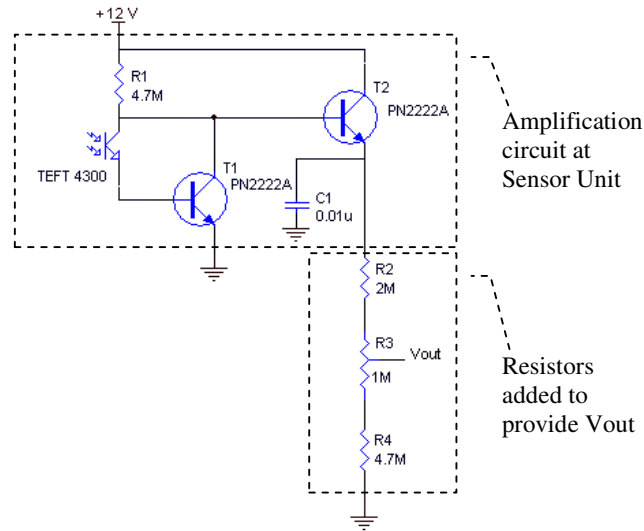 +12 V
R1
4.7M
T2
PN2222A
TEFT 4300
T1
PN2222A
C1
0.01u
Amplification
circuit at
Sensor Unit
R2
2M
R3
1M
Vout
R4
4.7M
Resistors
added to
provide Vout